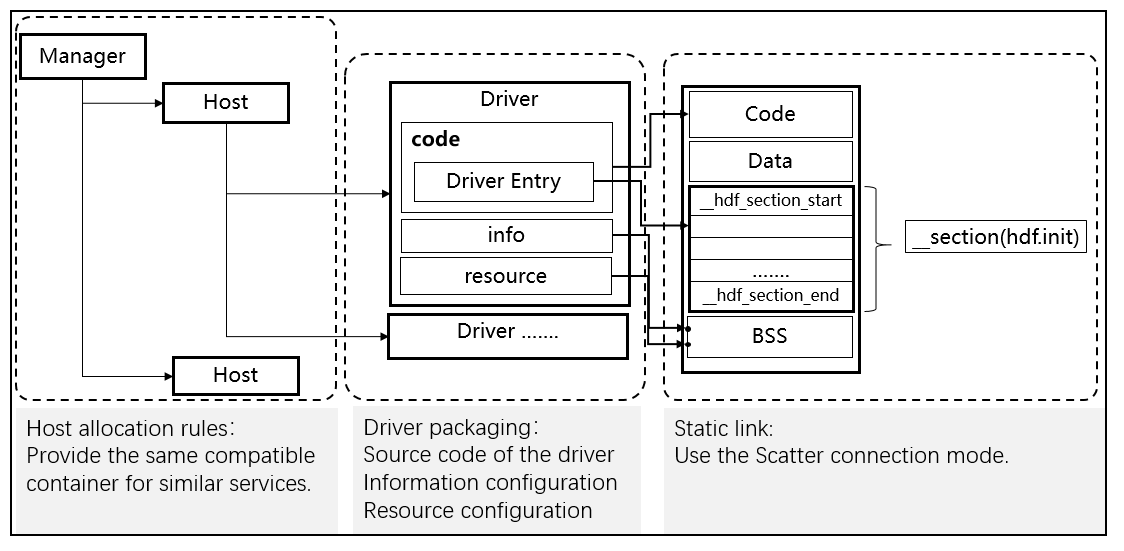 Manager
Host
Host
Driver
code
Driver Entry
info
resource
Driver .......
Code
Data
__hdf_section_start
.......
__hdf_section_end
BSS
__section(hdf.init)
Host allocation rules:
Provide the same compatible
container for similar services.
Driver packaging:
Source code of the driver
Information configuration
Resource configuration
Static link:
Use the Scatter connection mode.